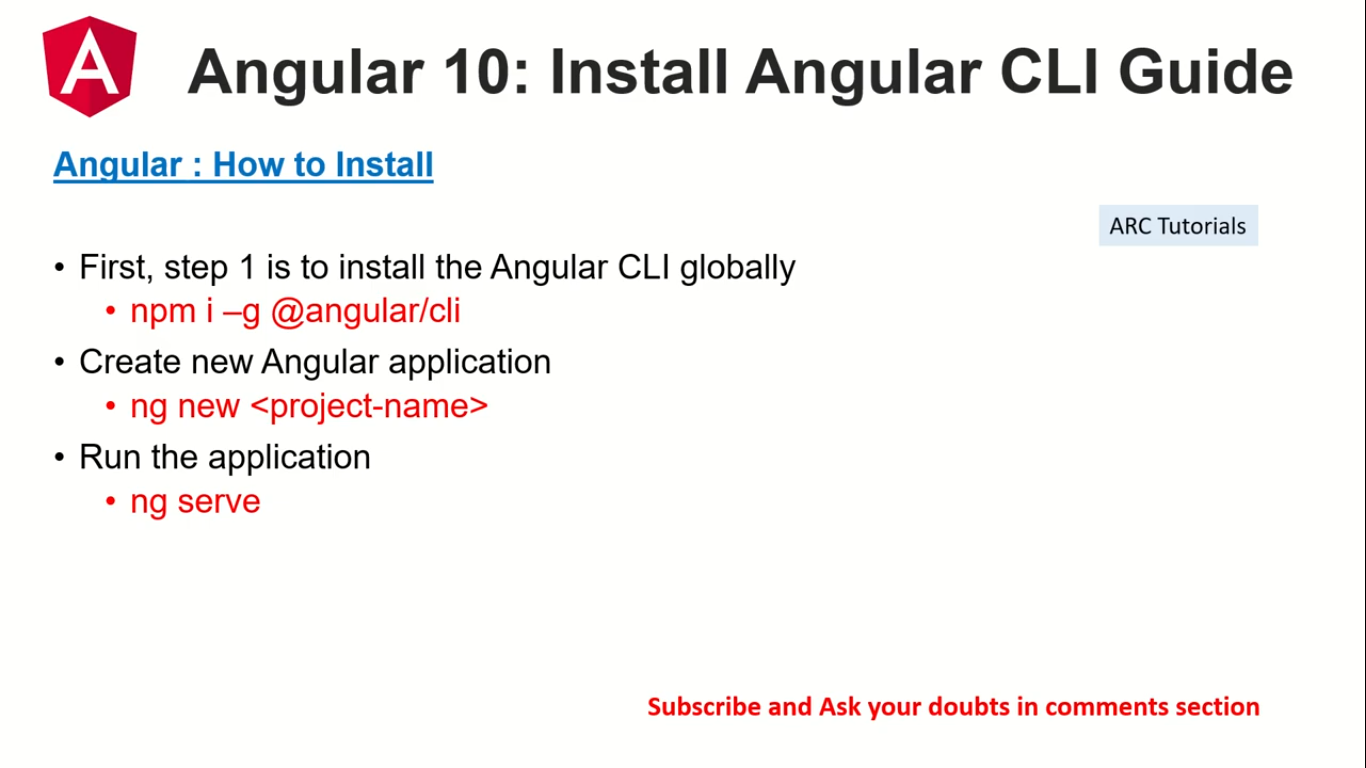 Angular 10: Install Angular CLI Guide
Angular : How to Install
ARC Tutorials
• First, step 1 is to install the Angular CLI globally
• npm i –g @angular/cli
• Create new Angular application
• ng new <project-name>
• Run the application
• ng serve
Subscribe and Ask your doubts in comments section